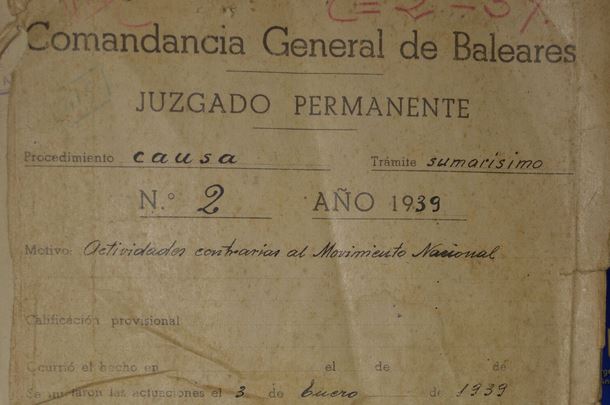 C=2-37
Comandancia General de Baleares
JUZGADO PERMANENTE
Procedimiento causa Trámite sumarísimo
N.º 2 AÑO 1939
Motivo: Actividades contrarias al Movimiento Nacional
Calificación provisional
Ocurrió el hecho en el de de
Se iniciaron las actuaciones el 3 de Enero de 1939